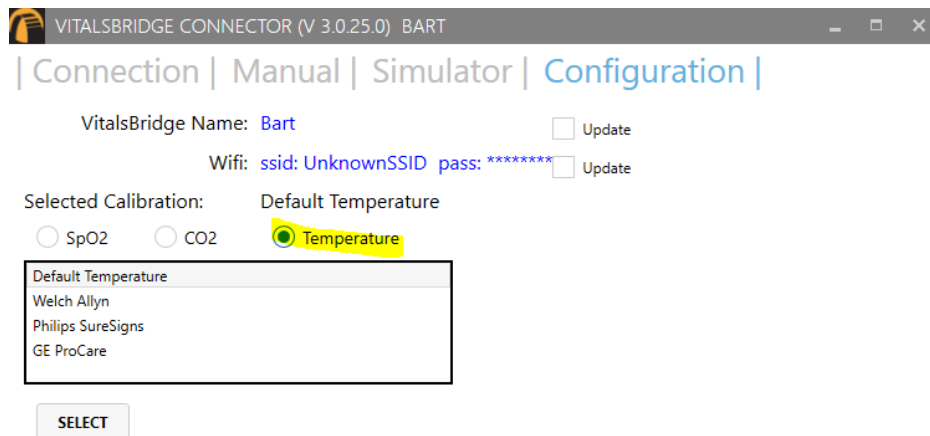 VITALSBRIDGE CONNECTOR (V 3.0.25.0) BART
| Connection | Manual | Simulator | Configuration |
VitalsBridge Name: Bart Update
Wifi: ssid: UnknownSSID pass: ******** Update
Selected Calibration: Default Temperature
SpO2 CO2 Temperature
Default Temperature
Welch Allyn
Philips SureSigns
GE ProCare
SELECT